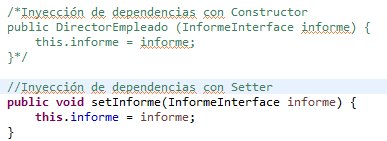 /*Inyección de dependencias con Constructor
public DirectorEmpleado (InformeInterface informe) {
    this.informe = informe;
}*/

//Inyección de dependencias con Setter
public void setInforme(InformeInterface informe) {
    this.informe = informe;
}